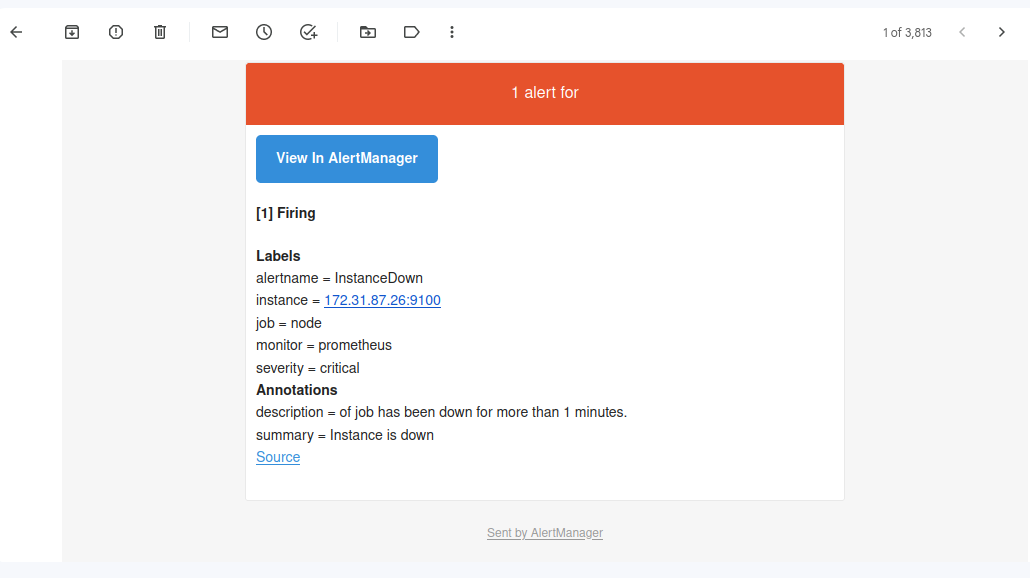 1 of 3,813
1 alert for
View In AlertManager
[1] Firing
Labels
alertname = InstanceDown
instance = 172.31.87.26:9100
job = node
monitor = prometheus
severity = critical
Annotations
description = of job has been down for more than 1 minutes.
summary = Instance is down
Source
Sent by AlertManager